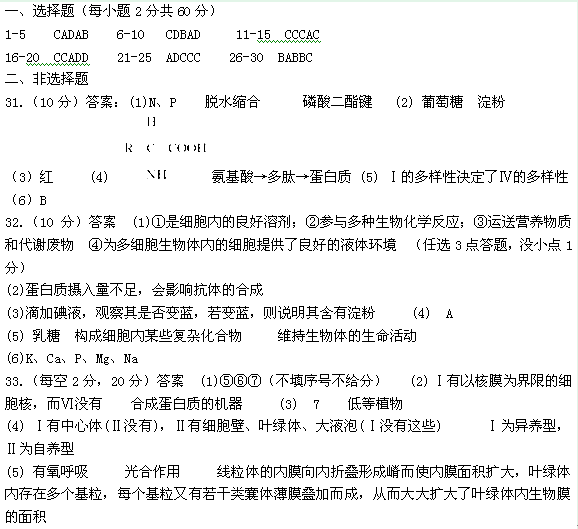 一、选择题（每小题2分共60分）
1-5 CADAB 6-10 CDBAD 11-15 CCCAC
16-20 CCADD 21-25 ADCCC 26-30 BABBC
二、非选择题
31.（10分）答案：(1)N、P 脱水缩合 磷酸二酯键 (2) 葡萄糖 淀粉
H
R C COOH
（3）红 (4) NH 氨基酸→多肽→蛋白质 (5) Ⅰ的多样性决定了Ⅳ的多样性
（6）B
32.（10 分）答案 (1)①是细胞内的良好溶剂；②参与多种生物化学反应；③运送营养物质
和代谢废物 ④为多细胞生物体内的细胞提供了良好的液体环境 （任选3点答题，没小点1
分）
(2)蛋白质摄入量不足，会影响抗体的合成
(3)滴加碘液，观察其是否变蓝，若变蓝，则说明其含有淀粉 (4) A
(5) 乳糖 构成细胞内某些复杂化合物 维持生物体的生命活动
(6)K、Ca、P、Mg、Na
33.（每空2分，20分）答案 (1)⑤⑥⑦（不填序号不给分） (2)Ⅰ有以核膜为界限的细
胞核，而Ⅵ没有 合成蛋白质的机器 (3) 7 低等植物
(4) Ⅰ有中心体(Ⅱ没有)，Ⅱ有细胞壁、叶绿体、大液泡(Ⅰ没有这些) Ⅰ为异养型，
Ⅱ为自养型
(5) 有氧呼吸 光合作用 线粒体的内膜向内折叠形成嵴而使内膜面积扩大，叶绿体
内存在多个基粒，每个基粒又有若干类囊体薄膜叠加而成，从而大大扩大了叶绿体内生物膜
的面积